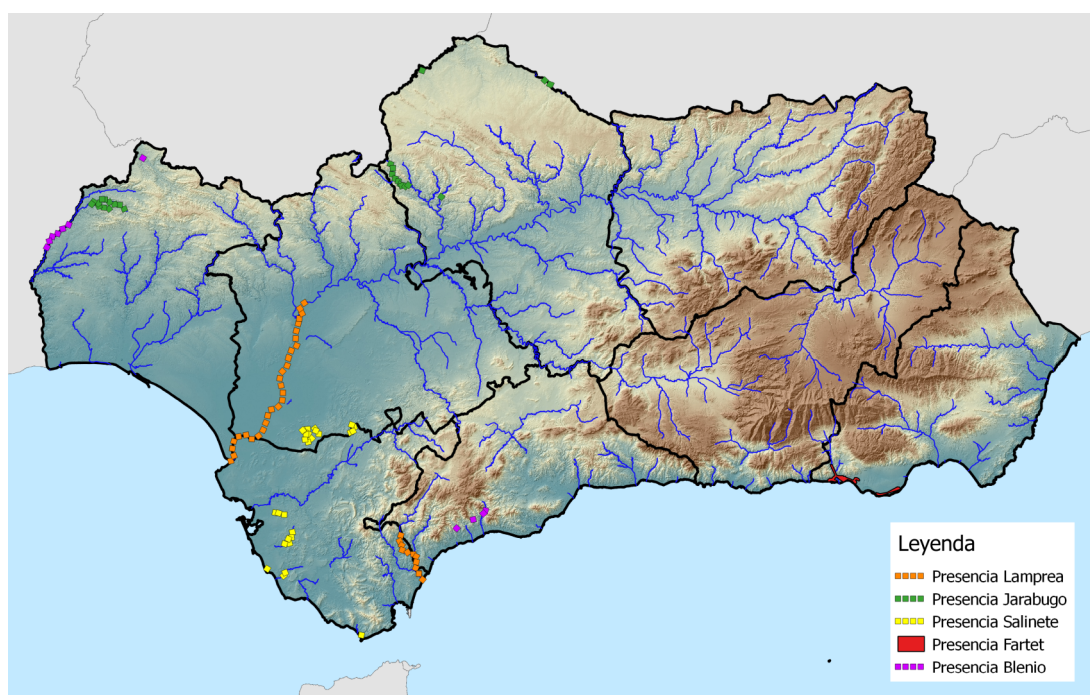 Leyenda
Presencia Lamprea
Presencia Jarabugo
Presencia Salinete
Presencia Fartet
Presencia Blenio